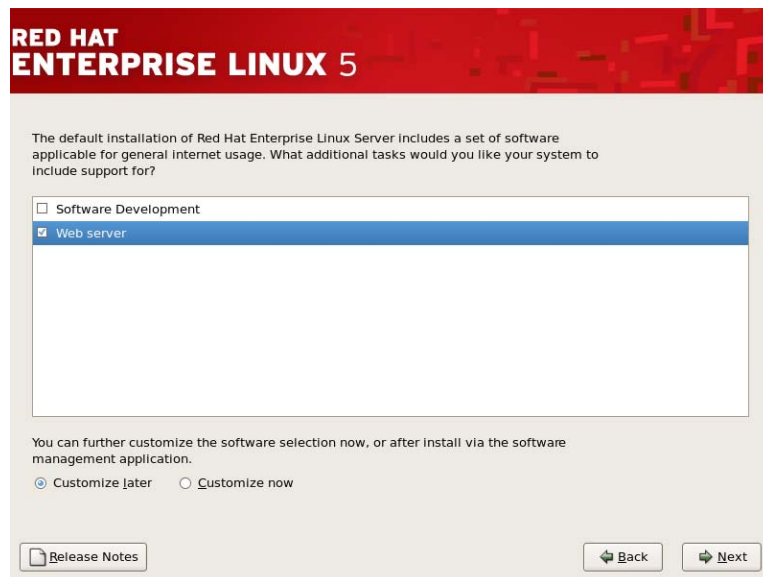 RED HAT
ENTERPRISE LINUX 5
The default installation of Red Hat Enterprise Linux Server includes a set of software
applicable for general internet usage. What additional tasks would you like your system to
include support for?
Software Development
Web server
You can further customize the software selection now, or after install via the software
management application.
Customize later Customize now
Release Notes Back Next